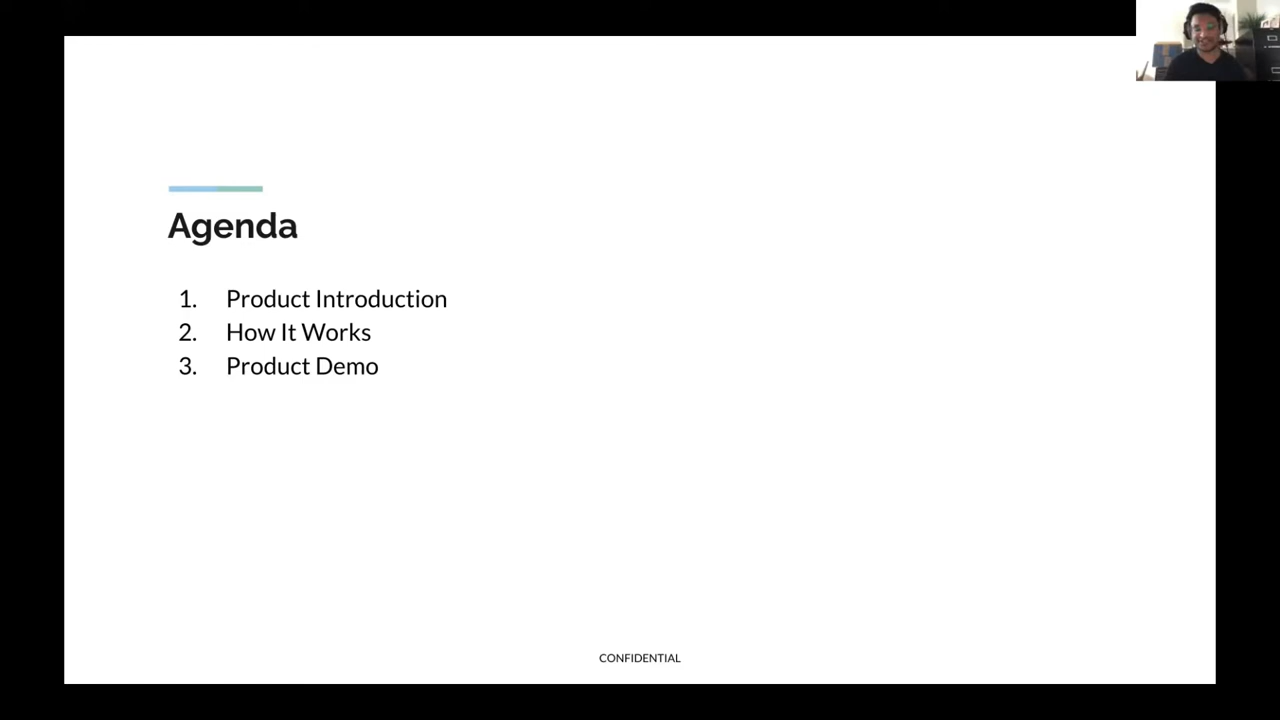 Agenda
1. Product Introduction
2. How It Works
3. Product Demo
CONFIDENTIAL